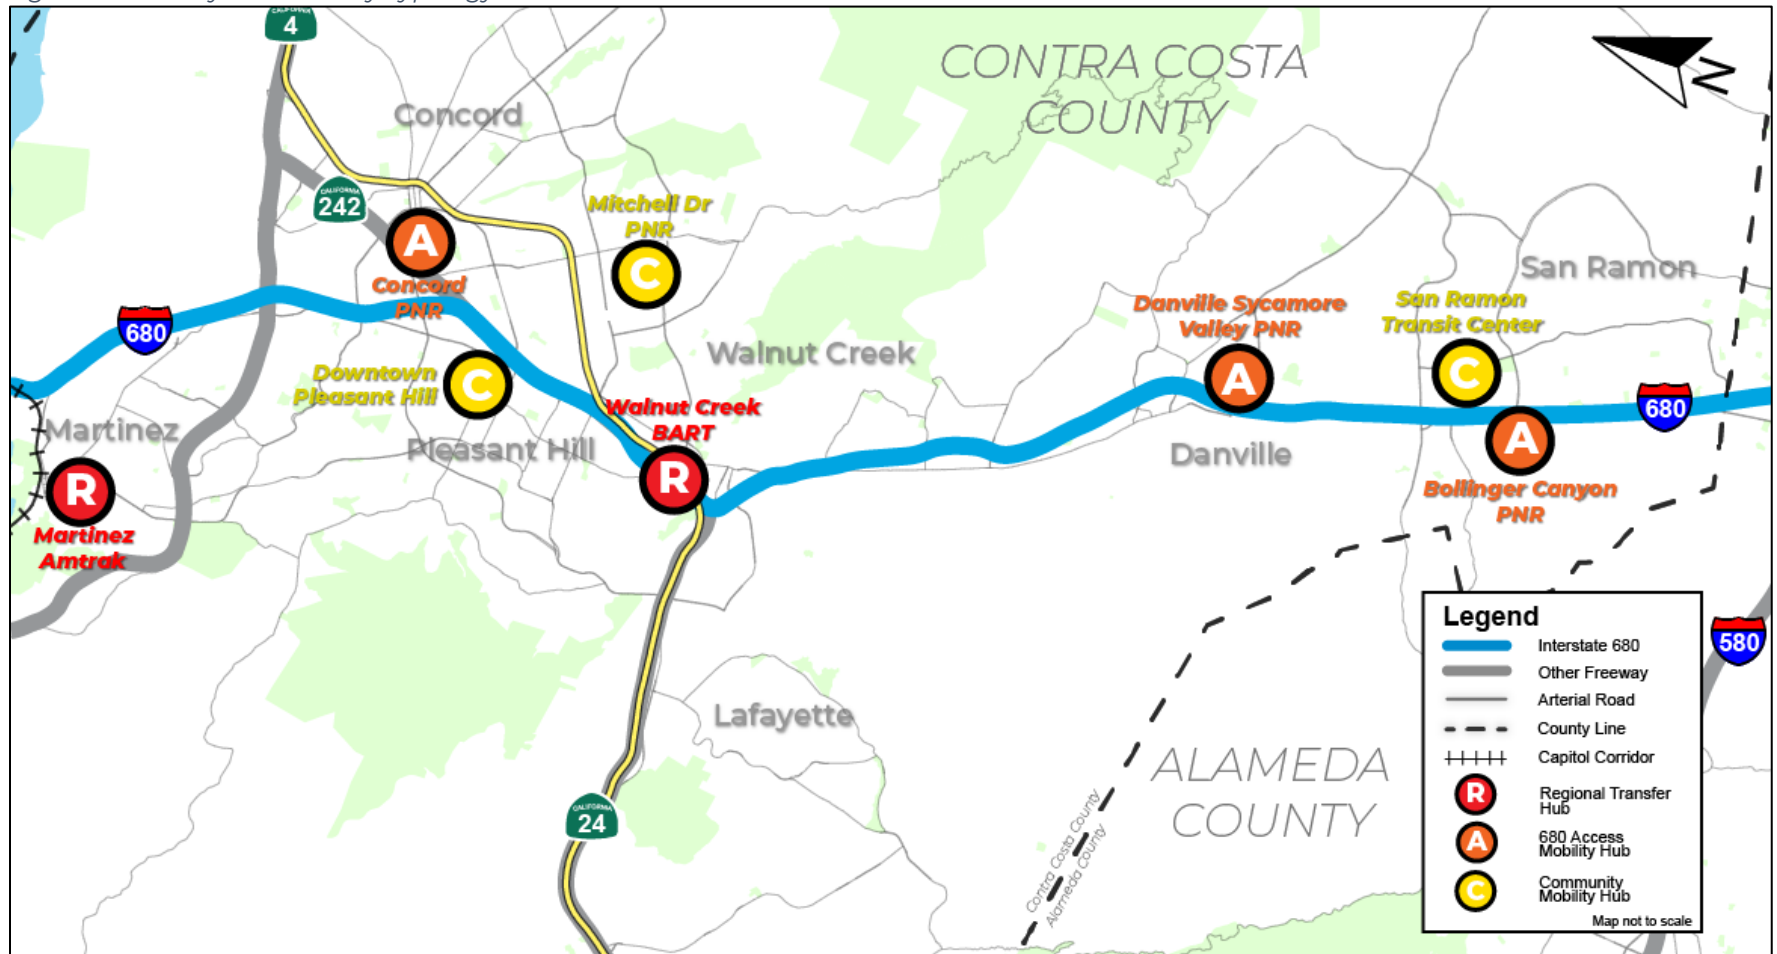 CALIFORNIA
4
CONTRA COSTA
COUNTY
N
Concord
CALIFORNIA
242
Mitchell Dr
PNR
A
C
Concord
PNR
680
San Ramon
Danville Sycamore
Valley PNR
San Ramon
Transit Center
Walnut Creek
Downtown
Pleasant Hill
C
A
C
680
Walnut Creek
BART
Martinez
Pleasant Hill
Danville
A
R
R
Bollinger Canyon
PNR
Martinez
Amtrak
Lafayette
ALAMEDA
COUNTY
CALIFORNIA
24
Contra Costa County
Alameda County
580
Legend
Interstate 680
Other Freeway
Arterial Road
County Line
Capitol Corridor
R
Regional Transfer
Hub
A
680 Access
Mobility Hub
C
Community
Mobility Hub
Map not to scale